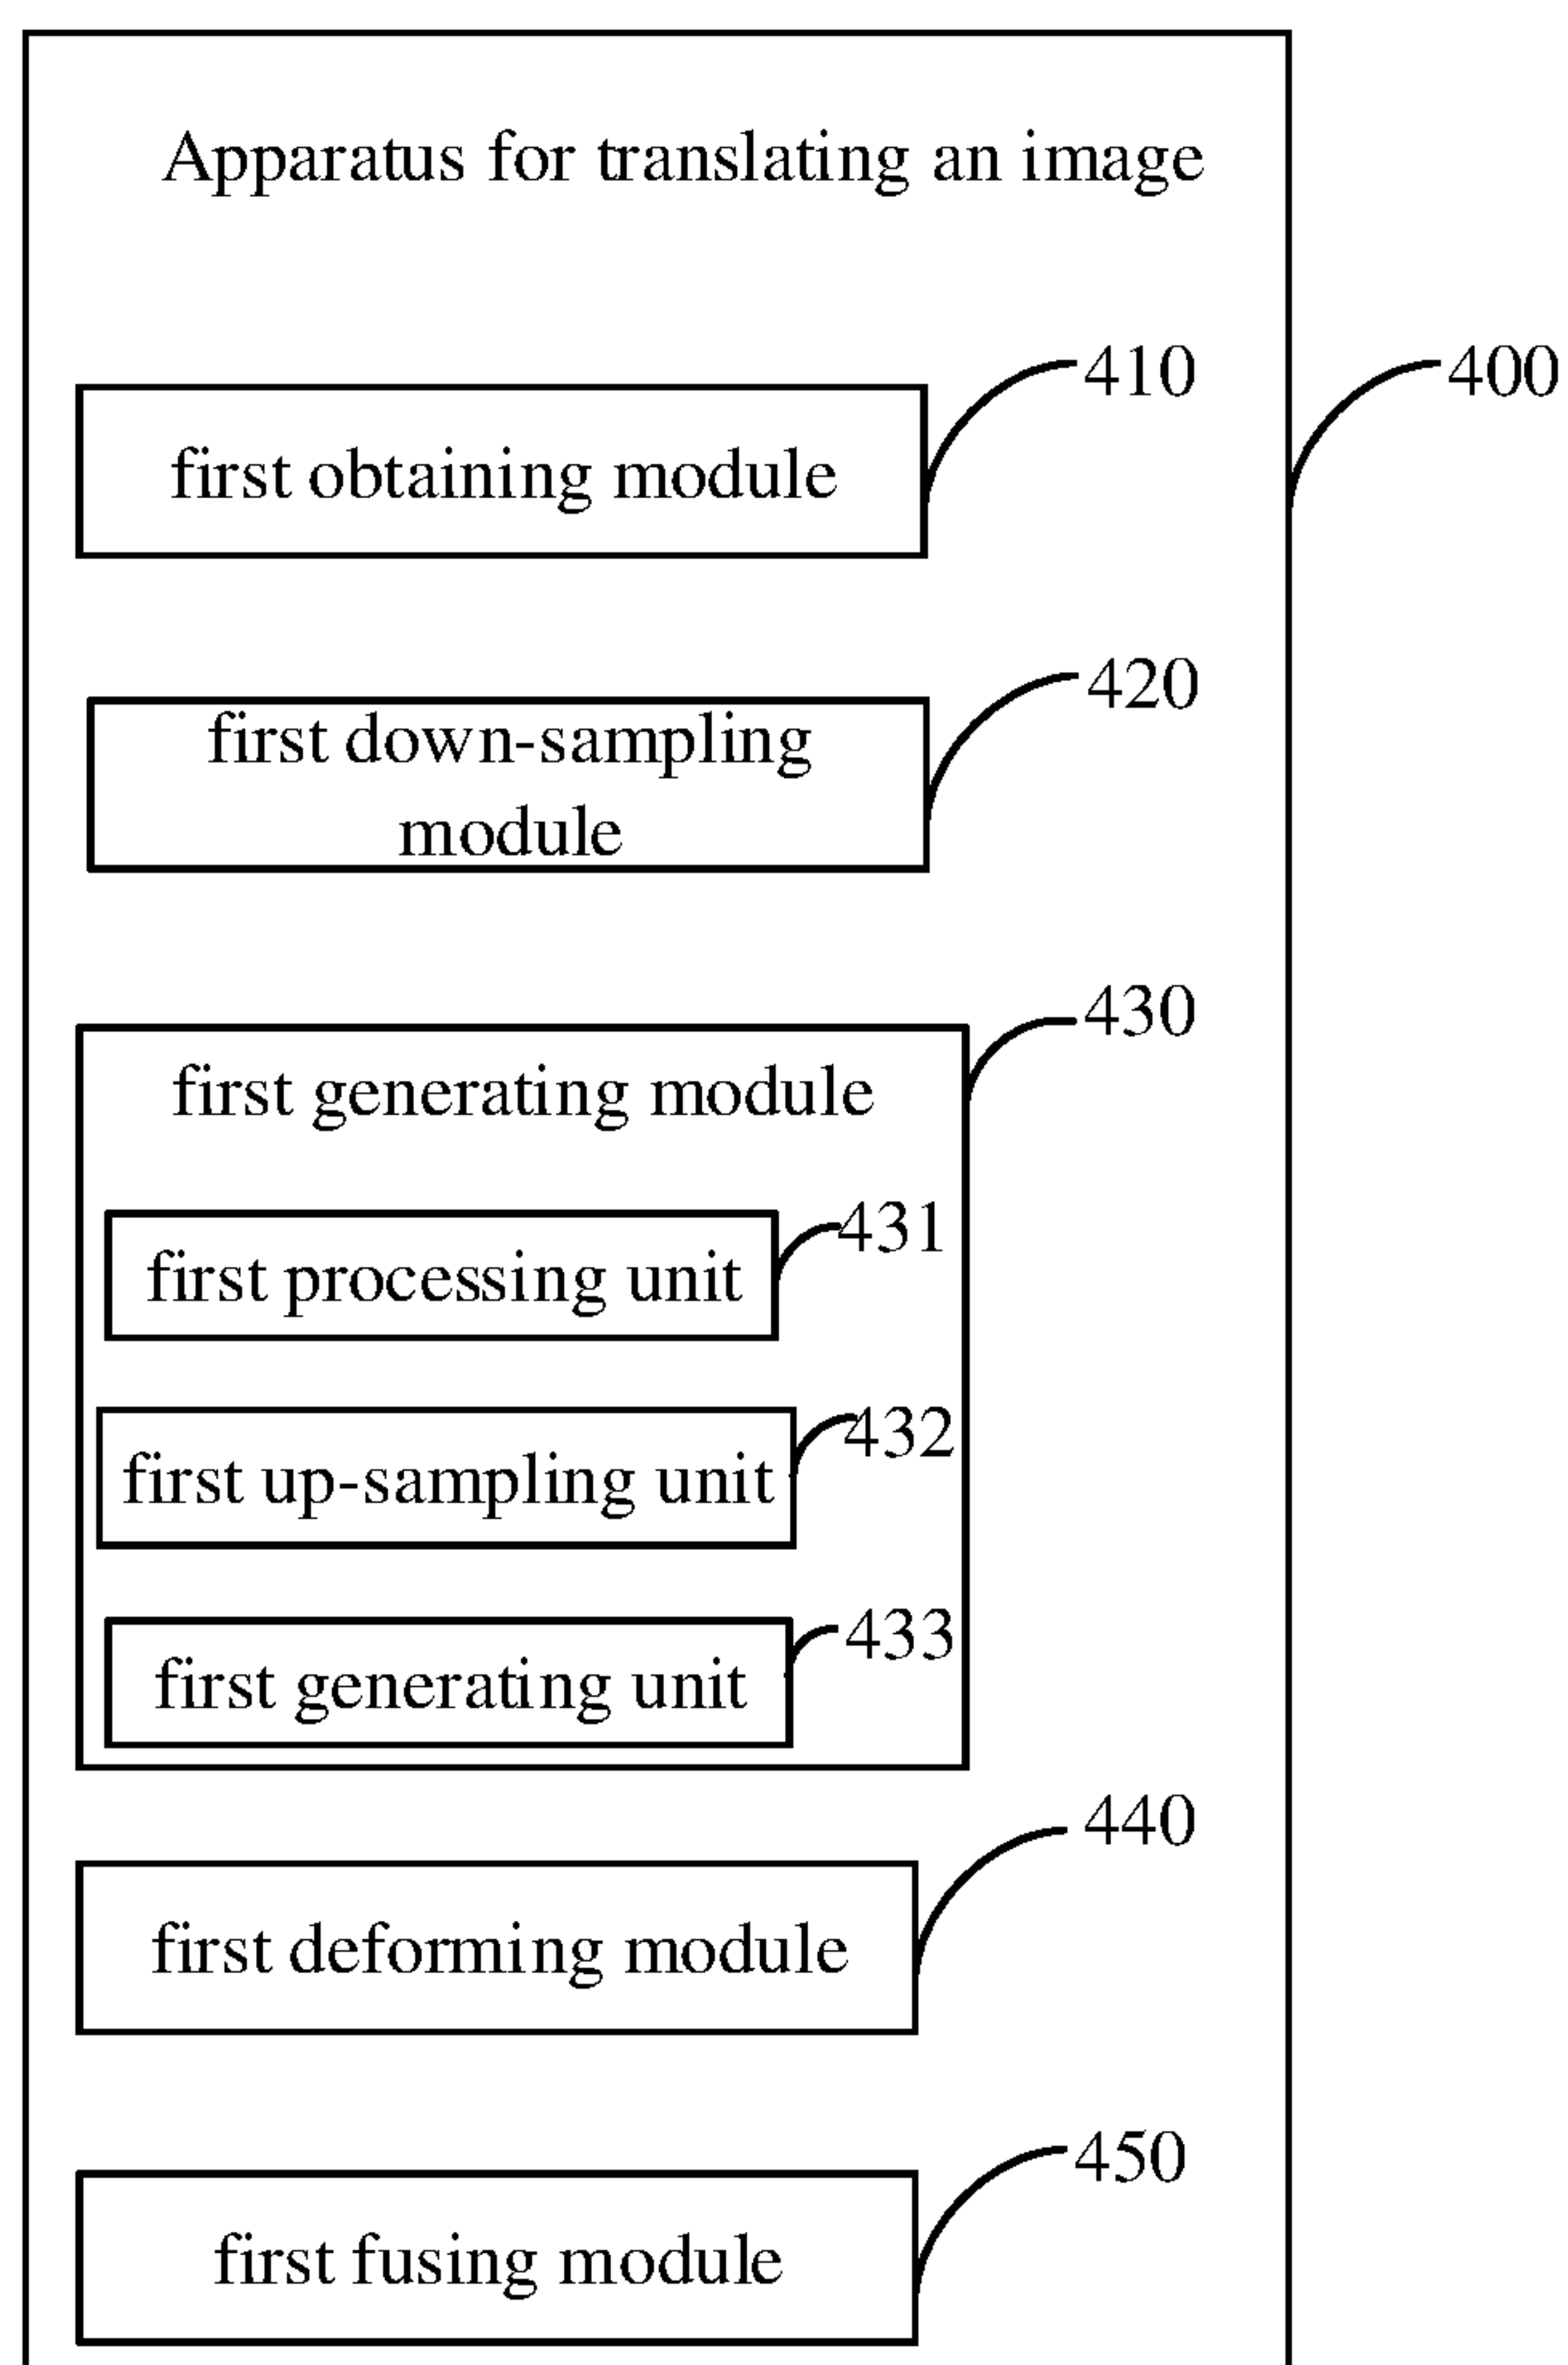 Apparatus for translating an image
410
400
first obtaining module
420
first down-sampling
module
430
first generating module
431
first processing unit
432
first up-sampling unit
433
first generating unit
440
first deforming module
450
first fusing module